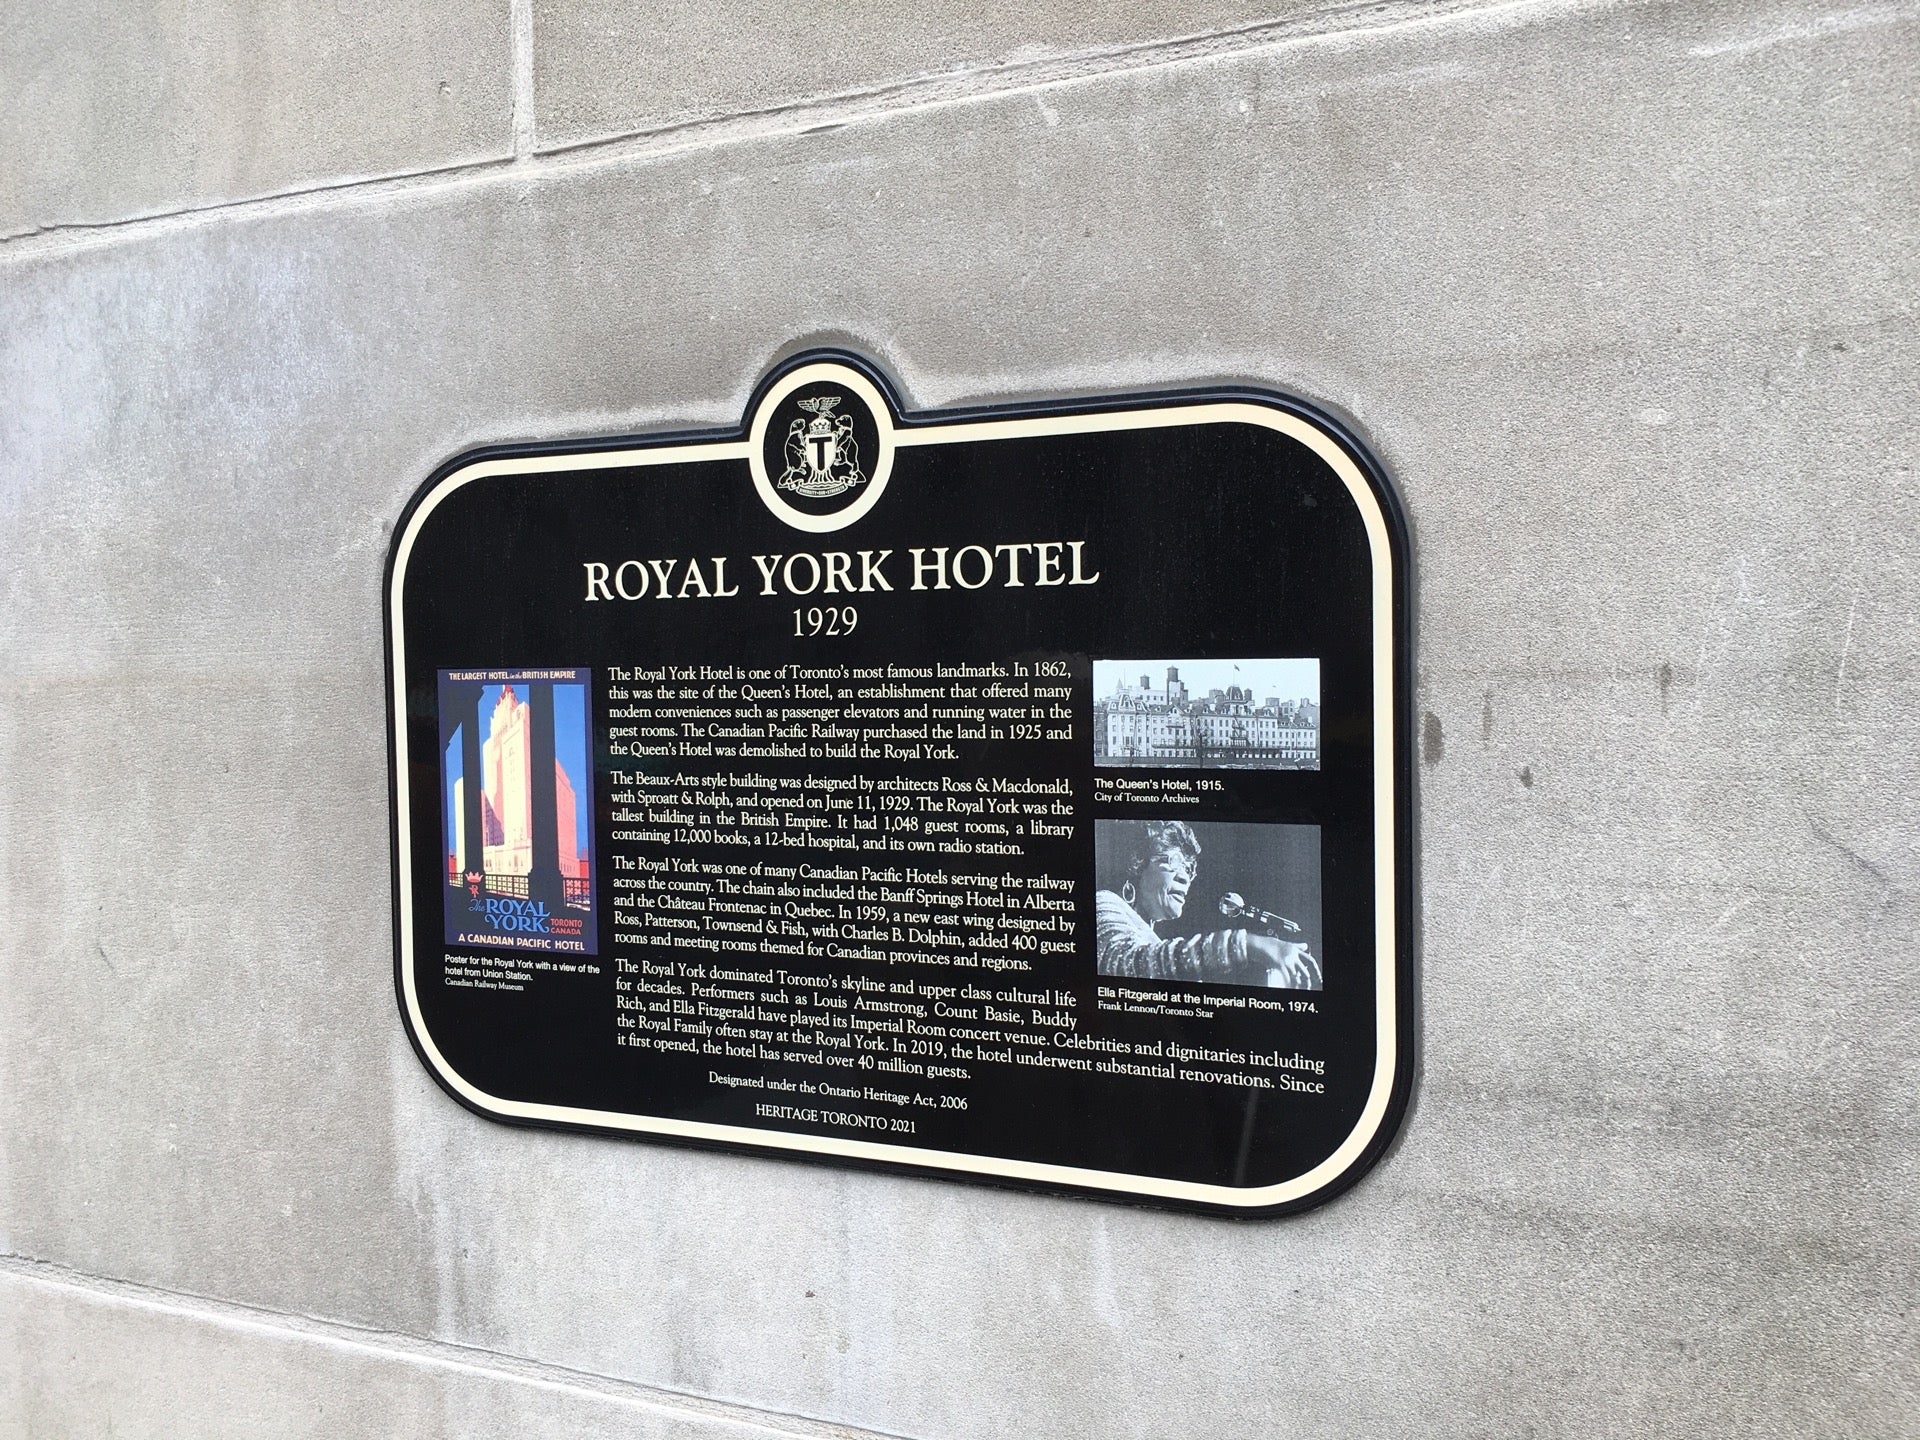 ROYAL YORK HOTEL
1929
THE LARGEST HOTEL in the BRITISH EMPIRE
The ROYAL
YORK
TORONTO
CANADA
A CANADIAN PACIFIC HOTEL
Poster for the Royal York with a view of the
hotel from Union Station.
Canadian Railway Museum
The Royal York Hotel is one of Toronto's most famous landmarks. In 1862,
this was the site of the Queen's Hotel, an establishment that offered many
modern conveniences such as passenger elevators and running water in the
guest rooms. The Canadian Pacific Railway purchased the land in 1925 and
the Queen's Hotel was demolished to build the Royal York.
The Beaux-Arts style building was designed by architects Ross & Macdonald,
with Sproatt & Rolph, and opened on June 11, 1929. The Royal York was the
tallest building in the British Empire. It had 1,048 guest rooms, a library
containing 12,000 books, a 12-bed hospital, and its own radio station.
The Royal York was one of many Canadian Pacific Hotels serving the railway
across the country. The chain also included the Banff Springs Hotel in Alberta
and the Château Frontenac in Quebec. In 1959, a new east wing designed by
Ross, Patterson, Townsend & Fish, with Charles B. Dolphin, added 400 guest
rooms and meeting rooms themed for Canadian provinces and regions.
The Royal York dominated Toronto's skyline and upper class cultural life
for decades. Performers such as Louis Armstrong, Count Basie, Buddy
Rich, and Ella Fitzgerald have played its Imperial Room concert venue. Celebrities and dignitaries including
the Royal Family often stay at the Royal York. In 2019, the hotel underwent substantial renovations. Since
it first opened, the hotel has served over 40 million guests.
The Queen's Hotel, 1915.
City of Toronto Archives
Ella Fitzgerald at the Imperial Room, 1974.
Frank Lennon/Toronto Star
Designated under the Ontario Heritage Act, 2006
HERITAGE TORONTO 2021